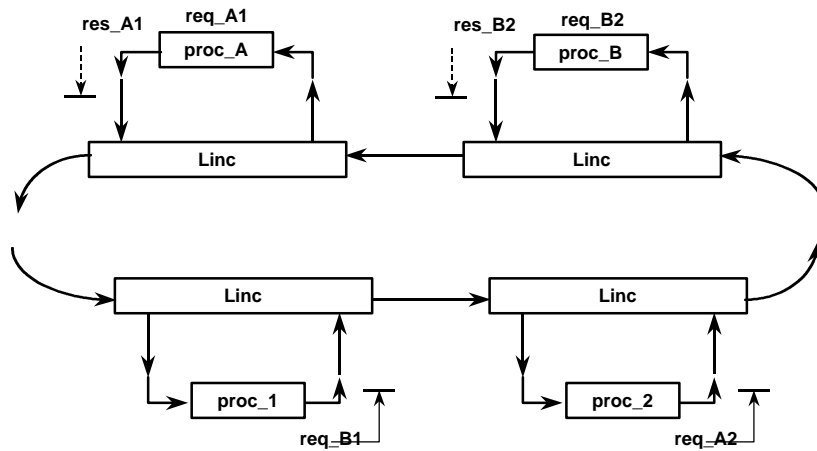 res_A1
req_A1
proc_A
res_B2
req_B2
proc_B
Linc
Linc
Linc
Linc
proc_1
req_B1
proc_2
req_A2